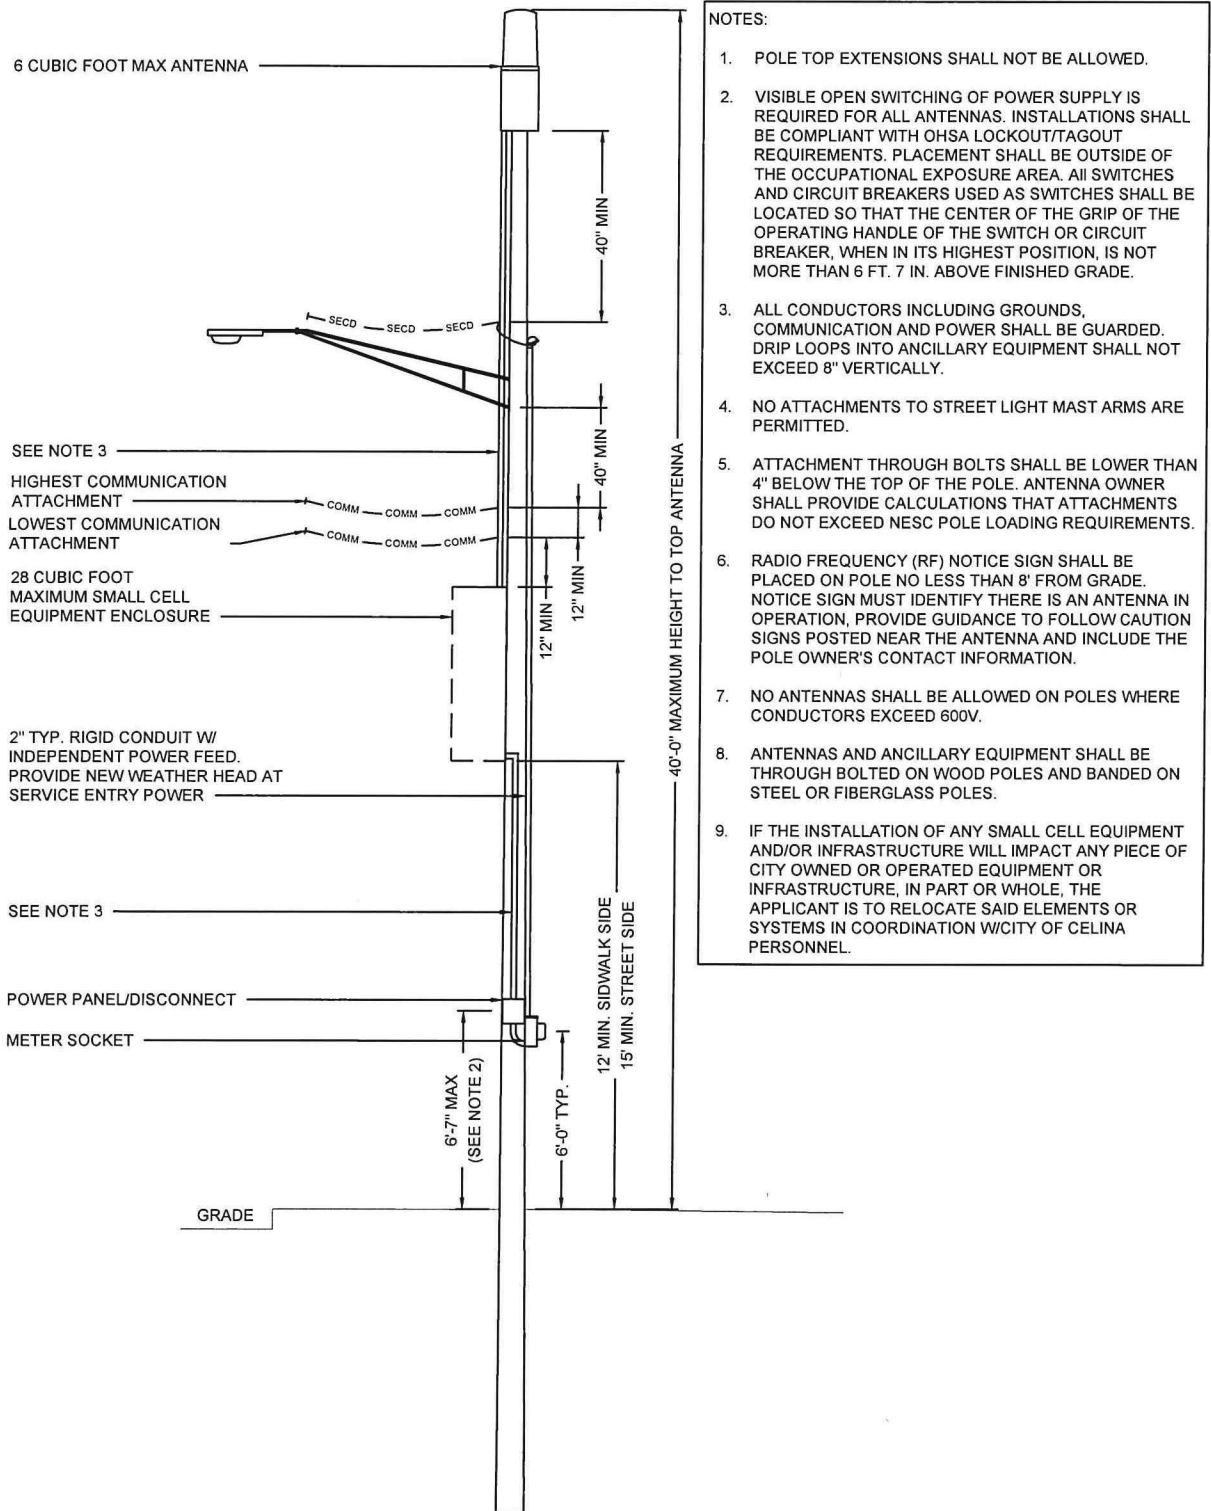 6 CUBIC FOOT MAX ANTENNA
40" MIN
SECD SECD SECD
SEE NOTE 3
40" MIN
HIGHEST COMMUNICATION
ATTACHMENT
COMM COMM COMM
LOWEST COMMUNICATION
ATTACHMENT
COMM COMM COMM
12" MIN
12" MIN
28 CUBIC FOOT
MAXIMUM SMALL CELL
EQUIPMENT ENCLOSURE
40'-0" MAXIMUM HEIGHT TO TOP ANTENNA
2" TYP. RIGID CONDUIT W/
INDEPENDENT POWER FEED.
PROVIDE NEW WEATHER HEAD AT
SERVICE ENTRY POWER
SEE NOTE 3
12' MIN. SIDWALK SIDE
15' MIN. STREET SIDE
POWER PANEL/DISCONNECT
METER SOCKET
6'-7" MAX
(SEE NOTE 2)
6'-0" TYP.
GRADE
NOTES:
1. POLE TOP EXTENSIONS SHALL NOT BE ALLOWED.
2. VISIBLE OPEN SWITCHING OF POWER SUPPLY IS
REQUIRED FOR ALL ANTENNAS. INSTALLATIONS SHALL
BE COMPLIANT WITH OHSA LOCKOUT/TAGOUT
REQUIREMENTS. PLACEMENT SHALL BE OUTSIDE OF
THE OCCUPATIONAL EXPOSURE AREA. All SWITCHES
AND CIRCUIT BREAKERS USED AS SWITCHES SHALL BE
LOCATED SO THAT THE CENTER OF THE GRIP OF THE
OPERATING HANDLE OF THE SWITCH OR CIRCUIT
BREAKER, WHEN IN ITS HIGHEST POSITION, IS NOT
MORE THAN 6 FT. 7 IN. ABOVE FINISHED GRADE.
3. ALL CONDUCTORS INCLUDING GROUNDS,
COMMUNICATION AND POWER SHALL BE GUARDED.
DRIP LOOPS INTO ANCILLARY EQUIPMENT SHALL NOT
EXCEED 8" VERTICALLY.
4. NO ATTACHMENTS TO STREET LIGHT MAST ARMS ARE
PERMITTED.
5. ATTACHMENT THROUGH BOLTS SHALL BE LOWER THAN
4" BELOW THE TOP OF THE POLE. ANTENNA OWNER
SHALL PROVIDE CALCULATIONS THAT ATTACHMENTS
DO NOT EXCEED NESC POLE LOADING REQUIREMENTS.
6. RADIO FREQUENCY (RF) NOTICE SIGN SHALL BE
PLACED ON POLE NO LESS THAN 8' FROM GRADE.
NOTICE SIGN MUST IDENTIFY THERE IS AN ANTENNA IN
OPERATION, PROVIDE GUIDANCE TO FOLLOW CAUTION
SIGNS POSTED NEAR THE ANTENNA AND INCLUDE THE
POLE OWNER'S CONTACT INFORMATION.
7. NO ANTENNAS SHALL BE ALLOWED ON POLES WHERE
CONDUCTORS EXCEED 600V.
8. ANTENNAS AND ANCILLARY EQUIPMENT SHALL BE
THROUGH BOLTED ON WOOD POLES AND BANDED ON
STEEL OR FIBERGLASS POLES.
9. IF THE INSTALLATION OF ANY SMALL CELL EQUIPMENT
AND/OR INFRASTRUCTURE WILL IMPACT ANY PIECE OF
CITY OWNED OR OPERATED EQUIPMENT OR
INFRASTRUCTURE, IN PART OR WHOLE, THE
APPLICANT IS TO RELOCATE SAID ELEMENTS OR
SYSTEMS IN COORDINATION W/CITY OF CELINA
PERSONNEL.